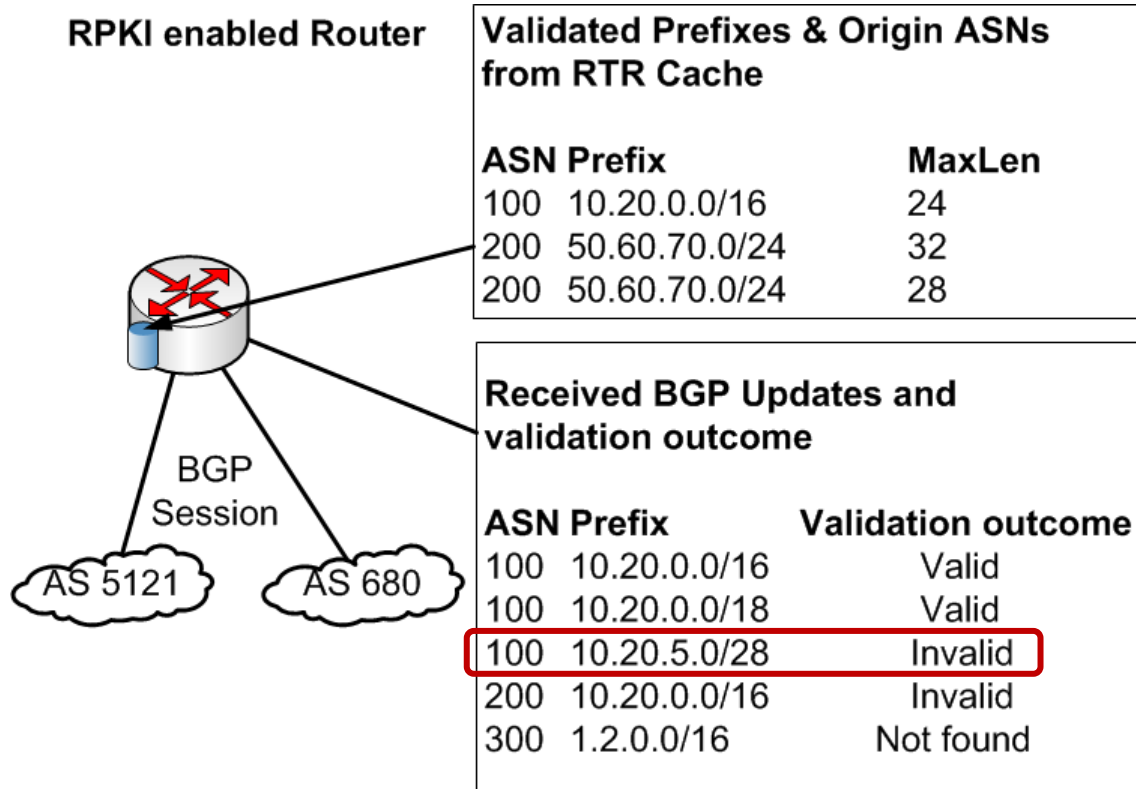 RPKI enabled Router
Validated Prefixes & Origin ASNs
from RTR Cache
ASN Prefix MaxLen
100 10.20.0.0/16 24
200 50.60.70.0/24 32
200 50.60.70.0/24 28
BGP
Session
AS 5121
AS 680
Received BGP Updates and
validation outcome
ASN Prefix Validation outcome
100 10.20.0.0/16 Valid
100 10.20.0.0/18 Valid
100 10.20.5.0/28 Invalid
200 10.20.0.0/16 Invalid
300 1.2.0.0/16 Not found